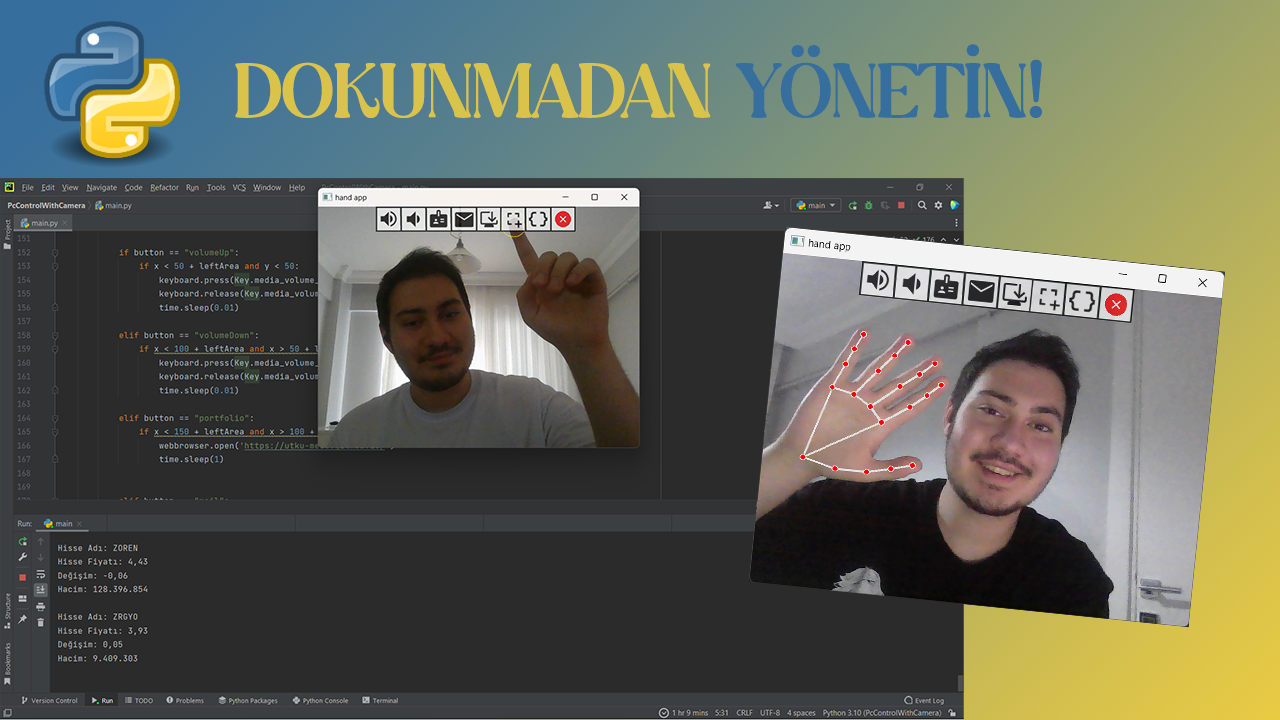 DOKUNMADAN YÖNETİN!
File Edit View Navigate Code Refactor Run Tools VCS Window Help
PcControlWithCamera main.py
main
main.py
176
hand app
hand app
151
152 if button == "volumeUp":
153 if x < 50 + leftArea and y < 50:
154 keyboard.press(Key.media_volume_
155 keyboard.release(Key.media_volume_
156 time.sleep(0.01)
157
158 elif button == "volumeDown":
159 if x < 100 + leftArea and x > 50 +
160 keyboard.press(Key.media_volume_
161 keyboard.release(Key.media_volume_
162 time.sleep(0.01)
163
164 elif button == "portfolio":
165 if x < 150 + leftArea and x > 100 +
166 webbrowser.open('https://utku-
167 time.sleep(1)
168
169
Project
Run: main
Hisse Adı: ZOREN
Hisse Fiyatı: 4,43
Değişim: -0,06
Hacim: 128.396.854
Hisse Adı: ZRGYO
Hisse Fiyatı: 3,93
Değişim: 0,05
Hacim: 9.409.303
Structure
Bookmarks
Version Control Run TODO Problems Python Packages Python Console Terminal Event Log
1 hr 9 mins 5:31 CRLF UTF-8 4 spaces Python 3.10 (PcControlWithCamera)